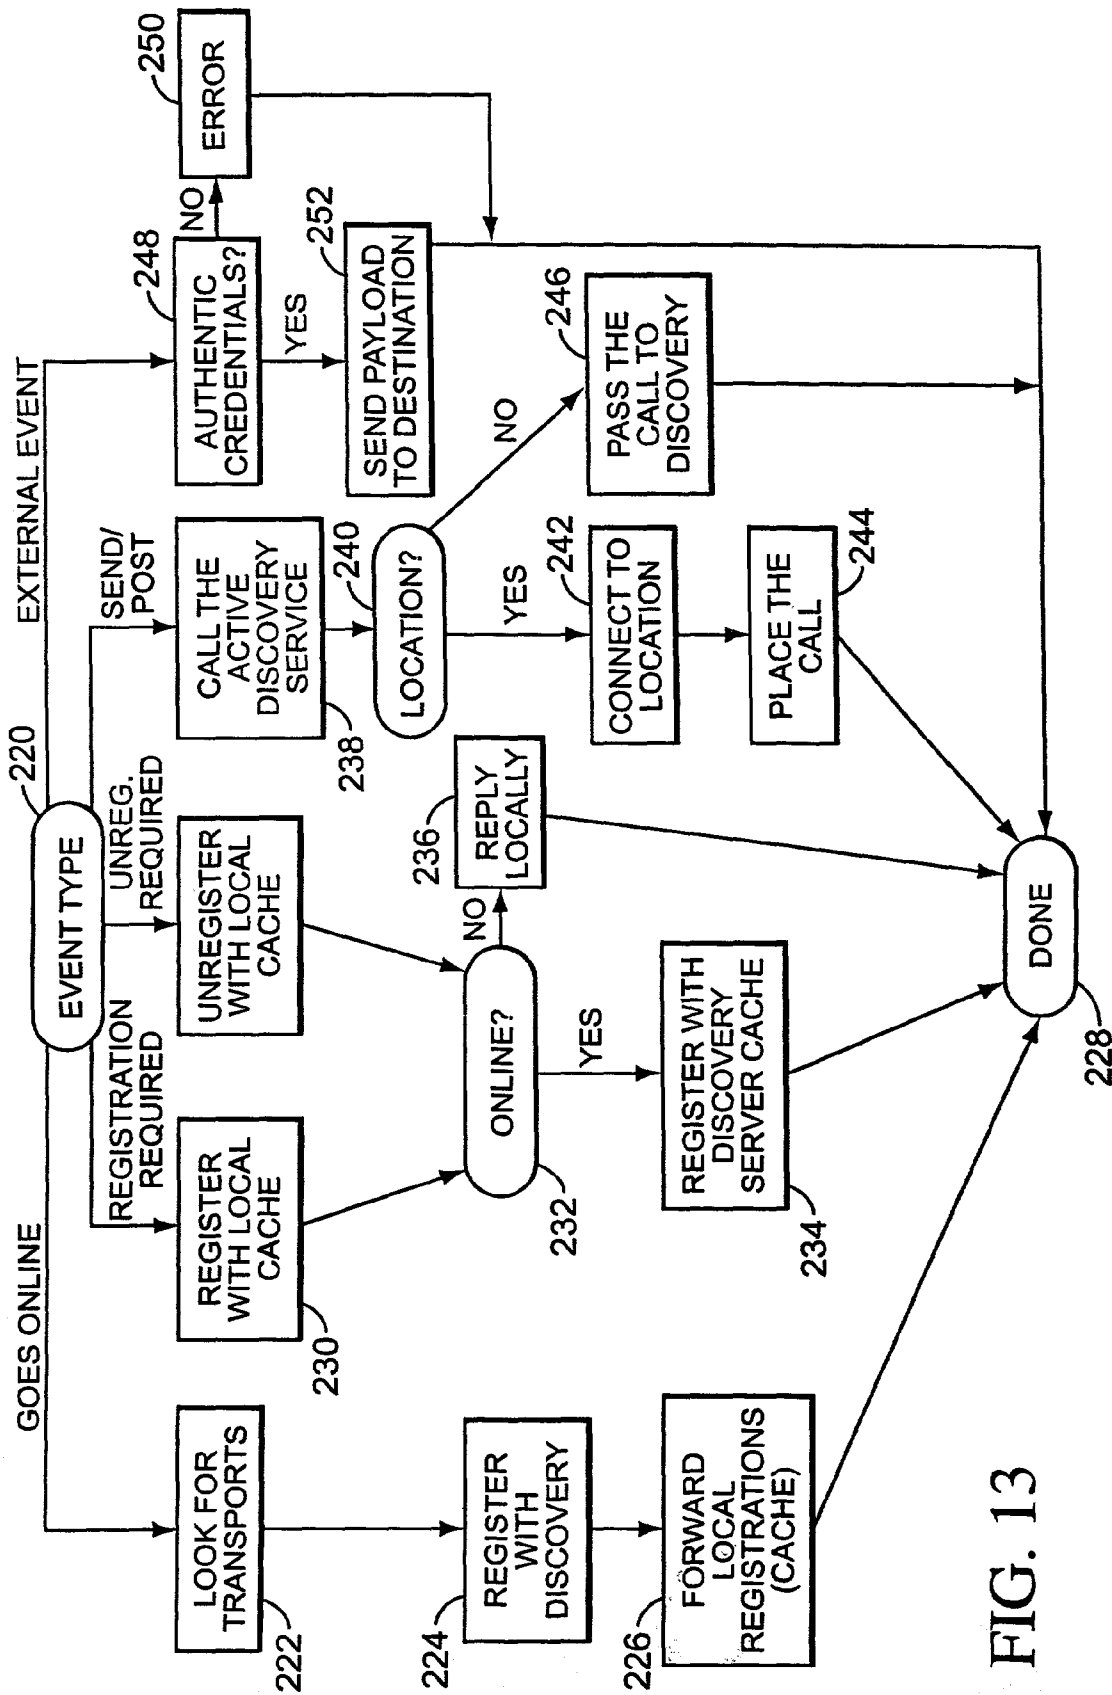 220
EVENT TYPE
GOES ONLINE
REGISTRATION
REQUIRED
UNREG.
REQUIRED
SEND/
POST
EXTERNAL EVENT
LOOK FOR
TRANSPORTS
222
REGISTER
WITH LOCAL
CACHE
230
UNREGISTER
WITH LOCAL
CACHE
CALL THE
ACTIVE
DISCOVERY
SERVICE
238
AUTHENTIC
CREDENTIALS?
248
NO
ERROR
250
YES
SEND PAYLOAD
TO DESTINATION
252
LOCATION?
240
NO
PASS THE
CALL TO
DISCOVERY
246
YES
CONNECT TO
LOCATION
242
PLACE THE
CALL
244
REGISTER
WITH
DISCOVERY
224
ONLINE?
232
NO
REPLY
LOCALLY
236
YES
REGISTER WITH
DISCOVERY
SERVER CACHE
234
FORWARD
LOCAL
REGISTRATIONS
(CACHE)
226
DONE
228
FIG. 13